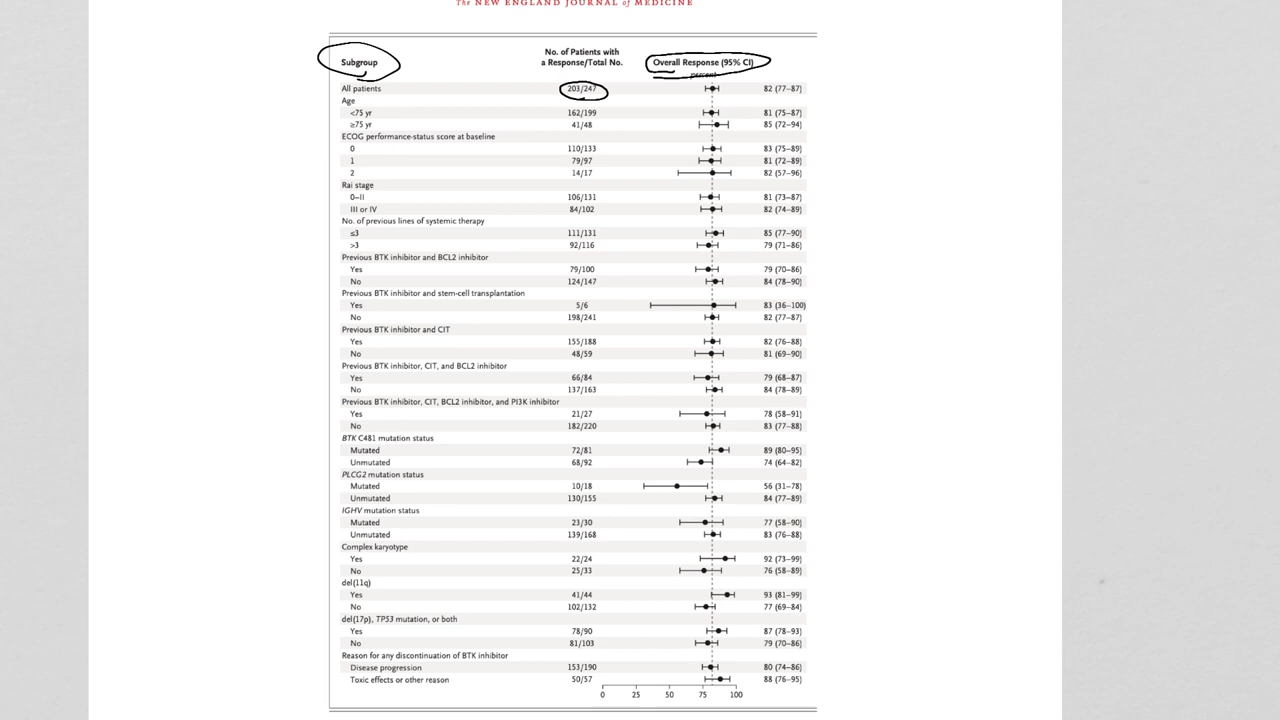 The NEW ENGLAND JOURNAL of MEDICINE
Subgroup No. of Patients with a Response/Total No. Overall Response (95% CI)
percent
All patients 203/247 82 (77–87)
Age
<75 yr 162/199 81 (75–87)
≥75 yr 41/48 85 (72–94)
ECOG performance-status score at baseline
0 110/133 83 (75–89)
1 79/97 81 (72–89)
2 14/17 82 (57–96)
Rai stage
0–II 106/131 81 (73–87)
III or IV 84/102 82 (74–89)
No. of previous lines of systemic therapy
≤3 111/131 85 (77–90)
>3 92/116 79 (71–86)
Previous BTK inhibitor and BCL2 inhibitor
Yes 79/100 79 (70–86)
No 124/147 84 (78–90)
Previous BTK inhibitor and stem-cell transplantation
Yes 5/6 83 (36–100)
No 198/241 82 (77–87)
Previous BTK inhibitor and CIT
Yes 155/188 82 (76–88)
No 48/59 81 (69–90)
Previous BTK inhibitor, CIT, and BCL2 inhibitor
Yes 66/84 79 (68–87)
No 137/163 84 (78–89)
Previous BTK inhibitor, CIT, BCL2 inhibitor, and PI3K inhibitor
Yes 21/27 78 (58–91)
No 182/220 83 (77–88)
BTK C481 mutation status
Mutated 72/81 89 (80–95)
Unmutated 68/92 74 (64–82)
PLCG2 mutation status
Mutated 10/18 56 (31–78)
Unmutated 130/155 84 (77–89)
IGHV mutation status
Mutated 23/30 77 (58–90)
Unmutated 139/168 83 (76–88)
Complex karyotype
Yes 22/24 92 (73–99)
No 25/33 76 (58–89)
del(11q)
Yes 41/44 93 (81–99)
No 102/132 77 (69–84)
del(17p), TP53 mutation, or both
Yes 78/90 87 (78–93)
No 81/103 79 (70–86)
Reason for any discontinuation of BTK inhibitor
Disease progression 153/190 80 (74–86)
Toxic effects or other reason 50/57 88 (76–95)
0 25 50 75 100